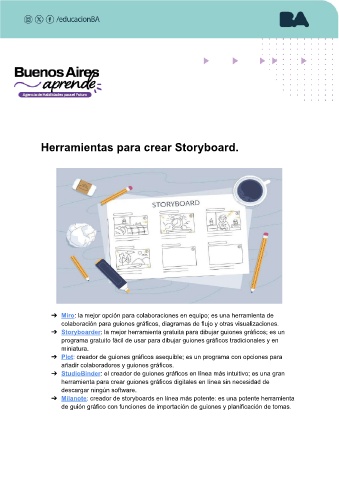 /educacionBA
BA
Buenos Aires
aprende
Agencia de Habilidades para el Futuro
Herramientas para crear Storyboard.
STORYBOARD
➔ Miro: la mejor opción para colaboraciones en equipo; es una herramienta de
colaboración para guiones gráficos, diagramas de flujo y otras visualizaciones.
➔ Storyboarder: la mejor herramienta gratuita para dibujar guiones gráficos; es un
programa gratuito fácil de usar para dibujar guiones gráficos tradicionales y en
miniatura.
➔ Plot: creador de guiones gráficos asequible; es un programa con opciones para
añadir colaboradores y guiones gráficos.
➔ StudioBinder: el creador de guiones gráficos en línea más intuitivo; es una gran
herramienta para crear guiones gráficos digitales en línea sin necesidad de
descargar ningún software.
➔ Milanote: creador de storyboards en línea más potente: es una potente herramienta
de guión gráfico con funciones de importación de guiones y planificación de tomas.